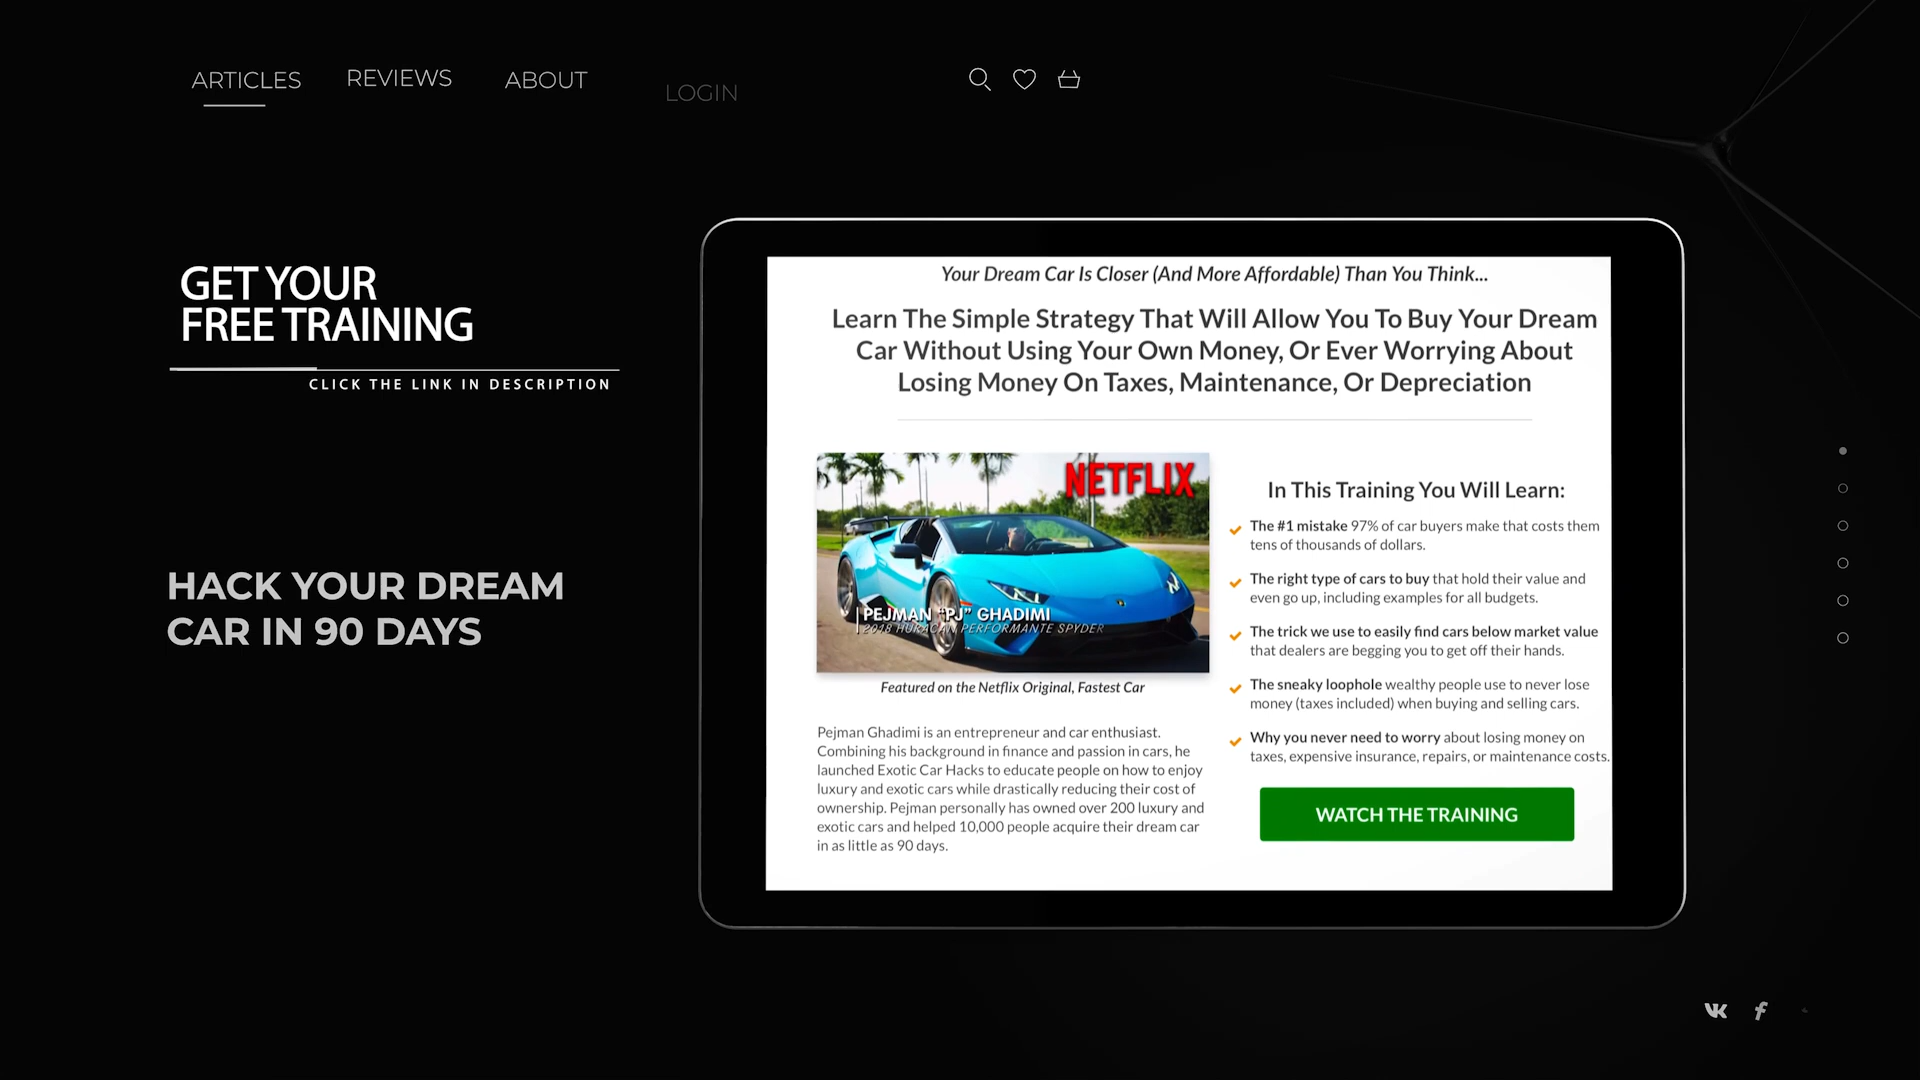 ARTICLES
REVIEWS
ABOUT
LOGIN
GET YOUR
FREE TRAINING
CLICK THE LINK IN DESCRIPTION
HACK YOUR DREAM
CAR IN 90 DAYS
Your Dream Car Is Closer (And More Affordable) Than You Think...
Learn The Simple Strategy That Will Allow You To Buy Your Dream
Car Without Using Your Own Money, Or Ever Worrying About
Losing Money On Taxes, Maintenance, Or Depreciation
NETFLIX
PEJMAN "PJ" GHADIMI
2018 HURACAN PERFORMANTE SPYDER
Featured on the Netflix Original, Fastest Car
Pejman Ghadimi is an entrepreneur and car enthusiast.
Combining his background in finance and passion in cars, he
launched Exotic Car Hacks to educate people on how to enjoy
luxury and exotic cars while drastically reducing their cost of
ownership. Pejman personally has owned over 200 luxury and
exotic cars and helped 10,000 people acquire their dream car
in as little as 90 days.
In This Training You Will Learn:
The #1 mistake 97% of car buyers make that costs them
tens of thousands of dollars.
The right type of cars to buy that hold their value and
even go up, including examples for all budgets.
The trick we use to easily find cars below market value
that dealers are begging you to get off their hands.
The sneaky loophole wealthy people use to never lose
money (taxes included) when buying and selling cars.
Why you never need to worry about losing money on
taxes, expensive insurance, repairs, or maintenance costs.
WATCH THE TRAINING